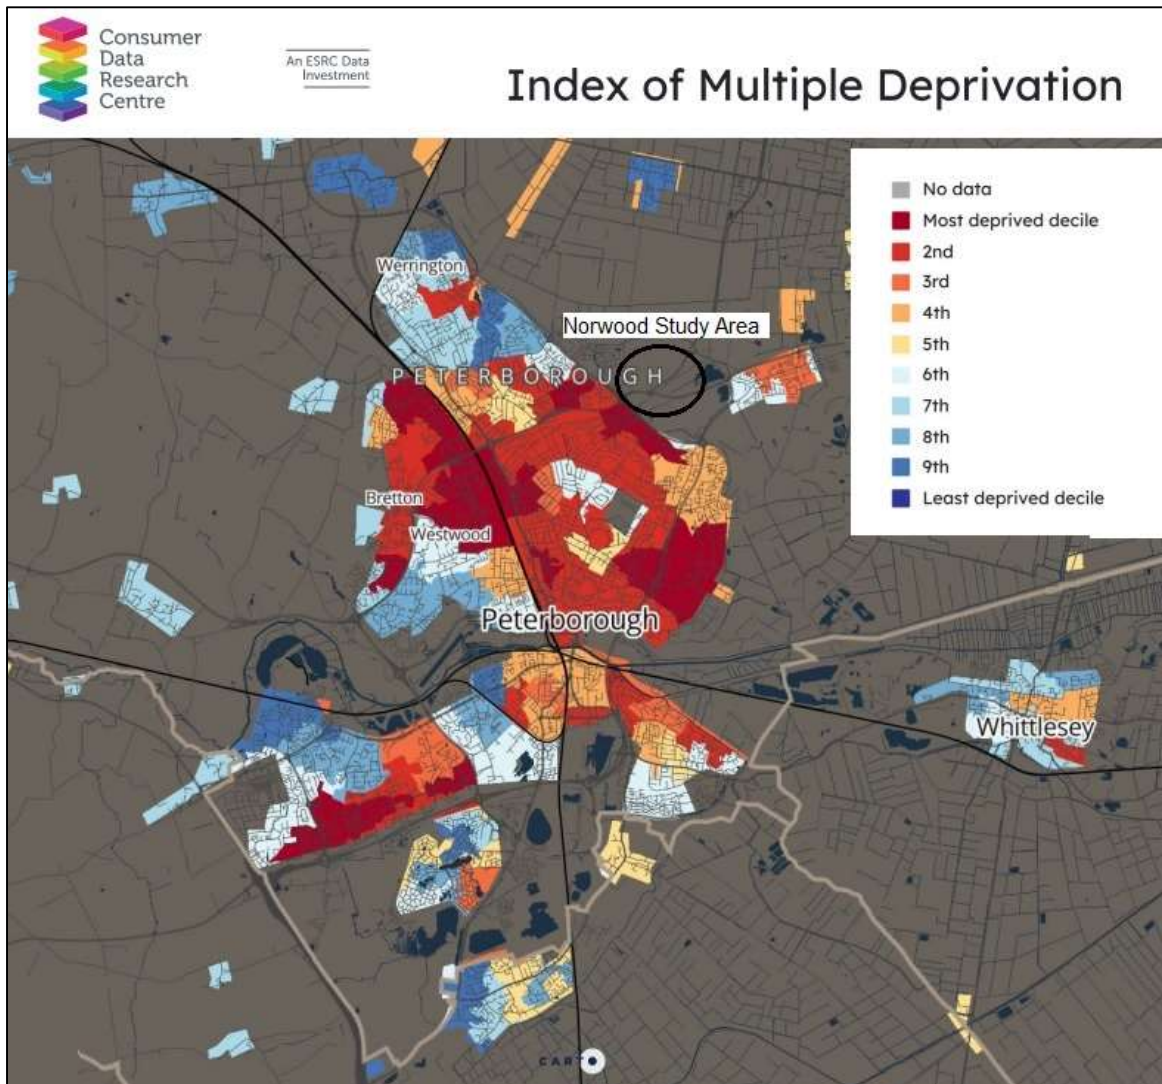 Consumer
Data
Research
Centre
An ESRC Data
Investment
Index of Multiple Deprivation
No data
Most deprived decile
2nd
3rd
4th
5th
6th
7th
8th
9th
Least deprived decile
Werrington
Norwood Study Area
PETERBOROUGH
Bretton
Westwood
Peterborough
Whittlesey
CARTO